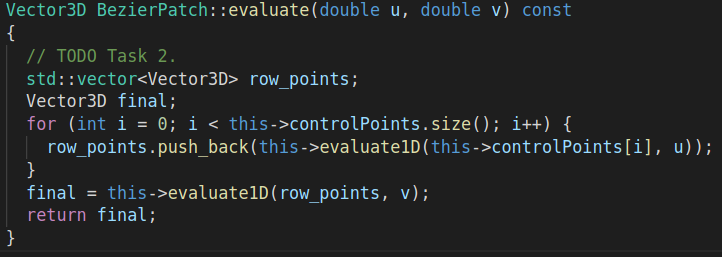 Vector3D BezierPatch::evaluate(double u, double v) const
{
  // TODO Task 2.
  std::vector<Vector3D> row_points;
  Vector3D final;
  for (int i = 0; i < this->controlPoints.size(); i++) {
    row_points.push_back(this->evaluate1D(this->controlPoints[i], u));
  }
  final = this->evaluate1D(row_points, v);
  return final;
}